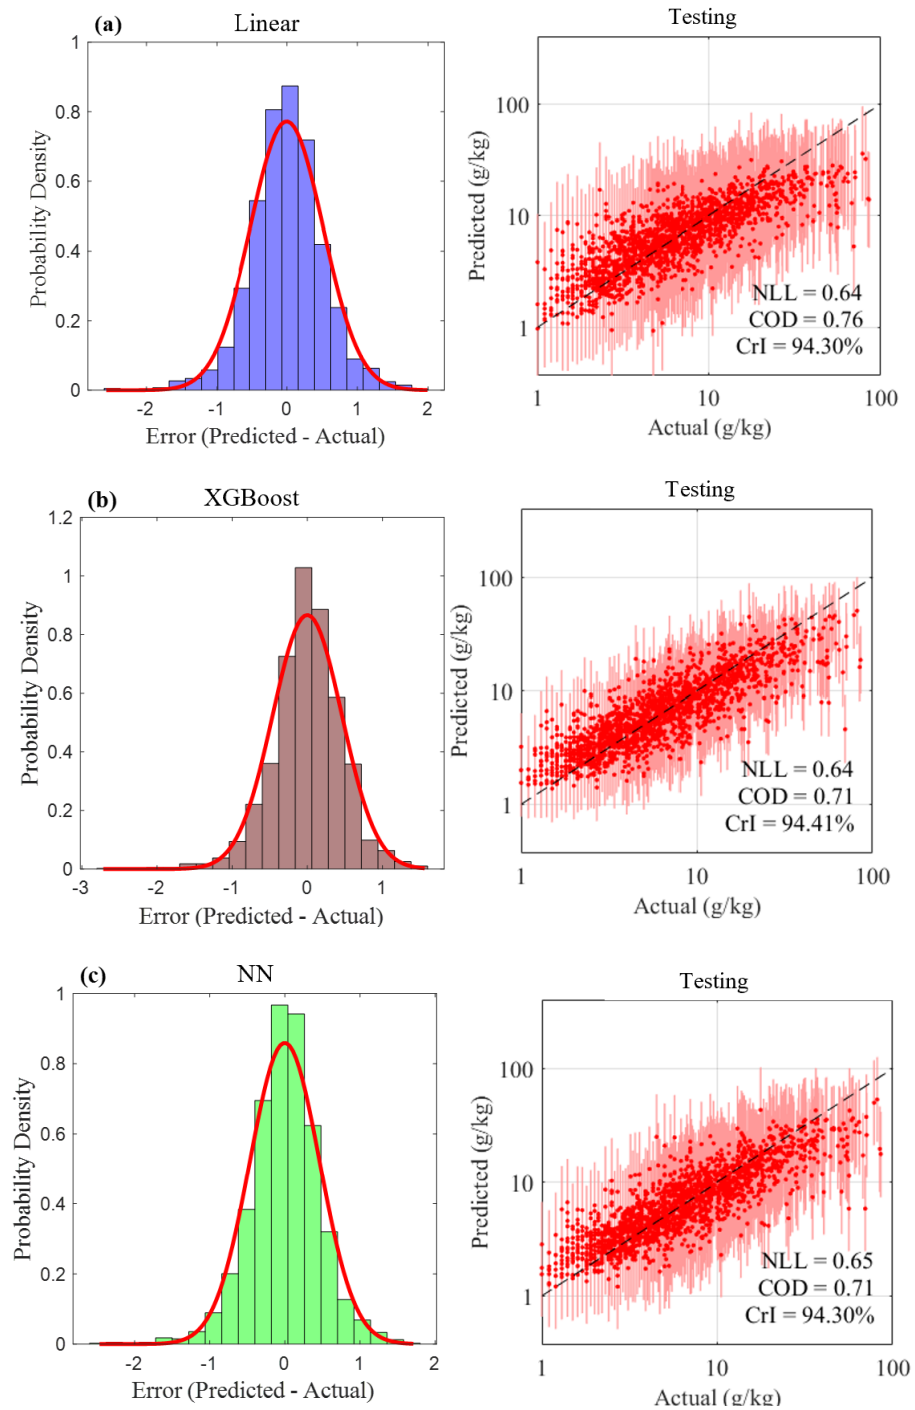 (a)
Linear
Testing
1
0.8
0.6
0.4
0.2
0
Probability Density
-2
-1
0
1
2
Error (Predicted - Actual)
100
10
1
Predicted (g/kg)
NLL = 0.64
COD = 0.76
CrI = 94.30%
1
10
100
Actual (g/kg)
(b)
XGBoost
Testing
1.2
1
0.8
0.6
0.4
0.2
0
Probability Density
-3
-2
-1
0
1
Error (Predicted - Actual)
100
10
1
Predicted (g/kg)
NLL = 0.64
COD = 0.71
CrI = 94.41%
1
10
100
Actual (g/kg)
(c)
NN
Testing
1
0.8
0.6
0.4
0.2
0
Probability Density
-2
-1
0
1
2
Error (Predicted - Actual)
100
10
1
Predicted (g/kg)
NLL = 0.65
COD = 0.71
CrI = 94.30%
1
10
100
Actual (g/kg)